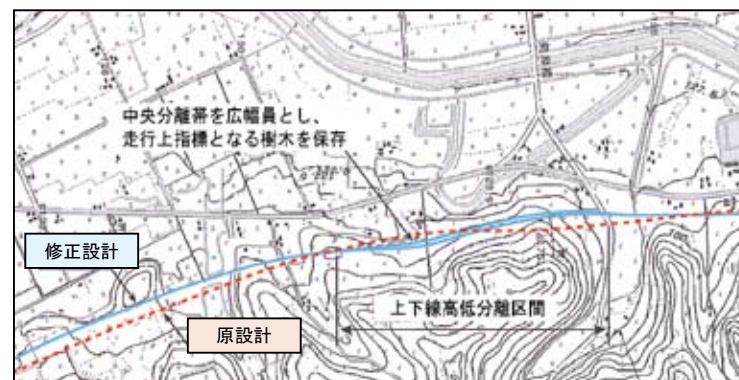 中央分離帯を広幅員とし、
走行上指標となる樹木を保存
修正設計
原設計
上下線高低分離区間